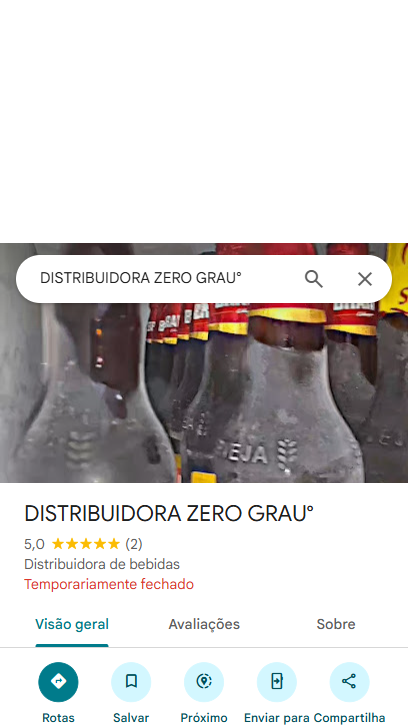 DISTRIBUIDORA ZERO GRAU°
EJA
DISTRIBUIDORA ZERO GRAU°
5,0 ★★★★★ (2)
Distribuidora de bebidas
Temporariamente fechado
Visão geral Avaliações Sobre
Rotas Salvar Próximo Enviar para Compartilha